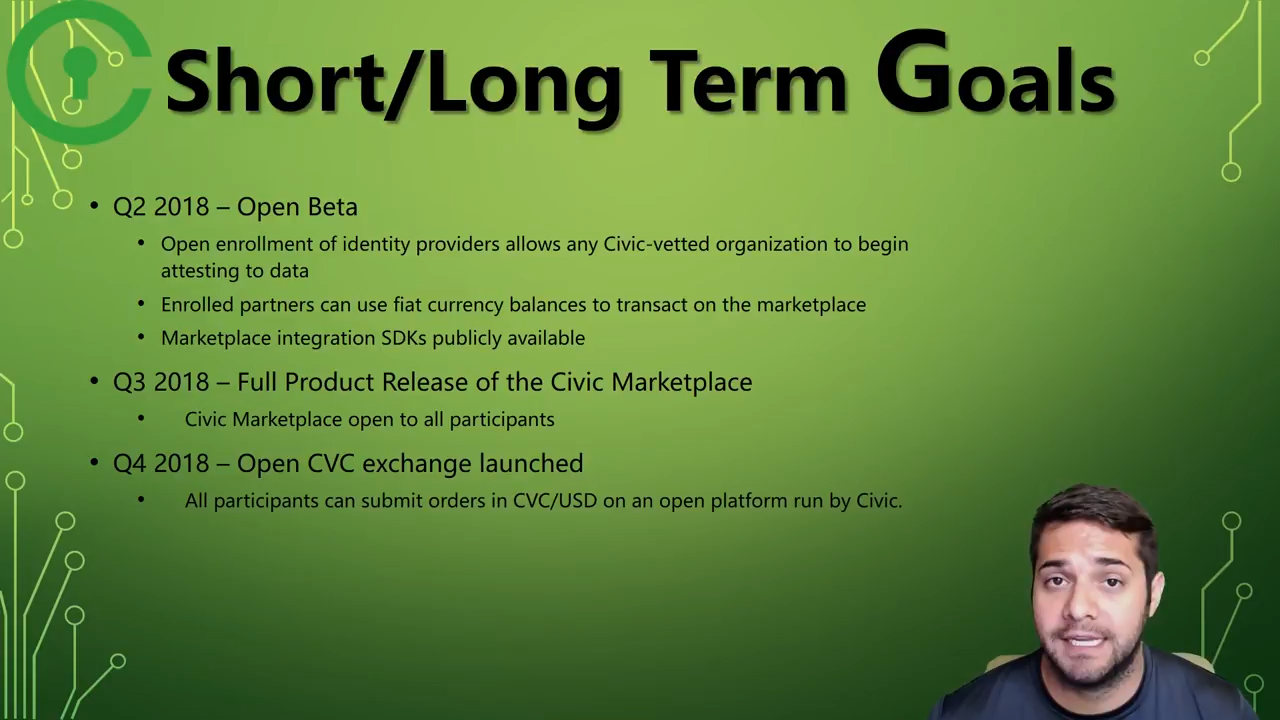 Short/Long Term Goals
• Q2 2018 – Open Beta
• Open enrollment of identity providers allows any Civic-vetted organization to begin
attesting to data
• Enrolled partners can use fiat currency balances to transact on the marketplace
• Marketplace integration SDKs publicly available
• Q3 2018 – Full Product Release of the Civic Marketplace
• Civic Marketplace open to all participants
• Q4 2018 – Open CVC exchange launched
• All participants can submit orders in CVC/USD on an open platform run by Civic.